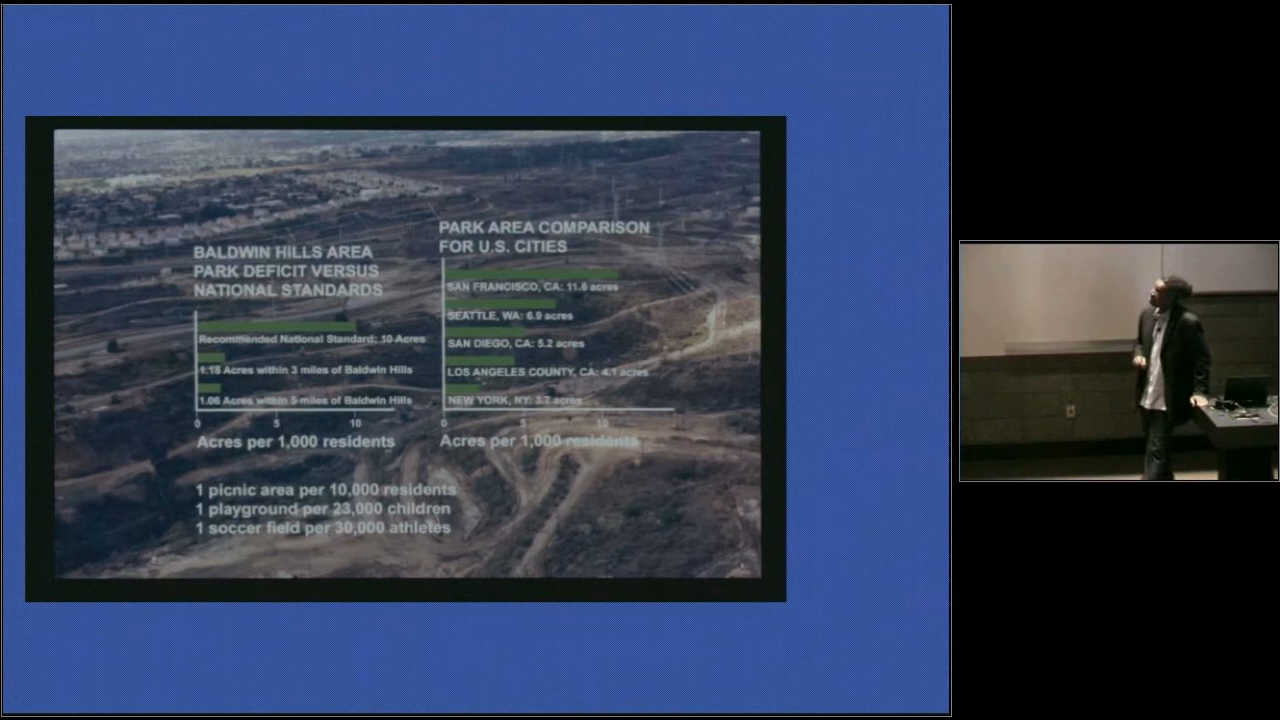 BALDWIN HILLS AREA
PARK DEFICIT VERSUS
NATIONAL STANDARDS
Recommended National Standard: 10 Acres
1.18 Acres within 3 miles of Baldwin Hills
1.06 Acres within 5 miles of Baldwin Hills
0 5 10
Acres per 1,000 residents
PARK AREA COMPARISON
FOR U.S. CITIES
SAN FRANCISCO, CA: 11.6 acres
SEATTLE, WA: 6.9 acres
SAN DIEGO, CA: 5.2 acres
LOS ANGELES COUNTY, CA: 4.1 acres
NEW YORK, NY: 3.7 acres
0 5 10
Acres per 1,000 residents
1 picnic area per 10,000 residents
1 playground per 23,000 children
1 soccer field per 30,000 athletes